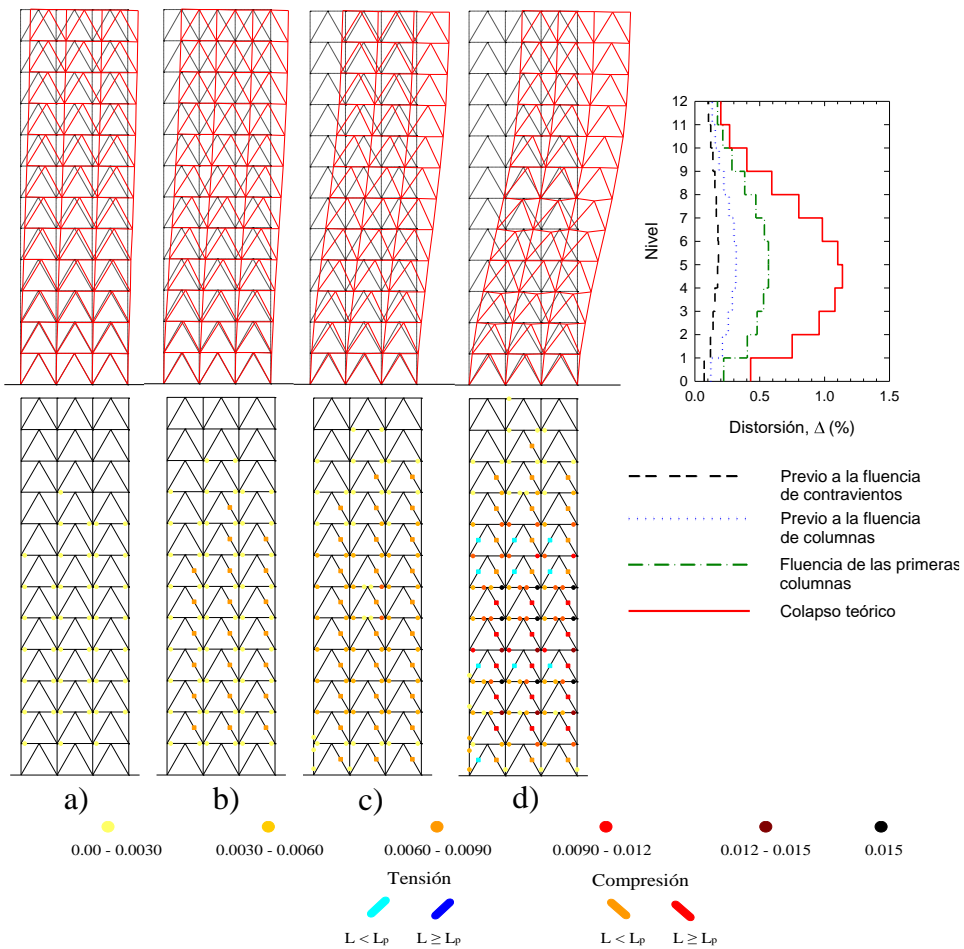 12
11
10
9
8
7
6
5
4
3
2
1
0
Nivel
0.0 0.5 1.0 1.5
Distorsión, Δ (%)
Previo a la fluencia
de contravientos
Previo a la fluencia
de columnas
Fluencia de las primeras
columnas
Colapso teórico
a) b) c) d)
0.00 - 0.0030 0.0030 - 0.0060 0.0060 - 0.0090 0.0090 - 0.012 0.012 - 0.015 0.015
Tensión Compresión
L < Lₚ L ≥ Lₚ L < Lₚ L ≥ Lₚ